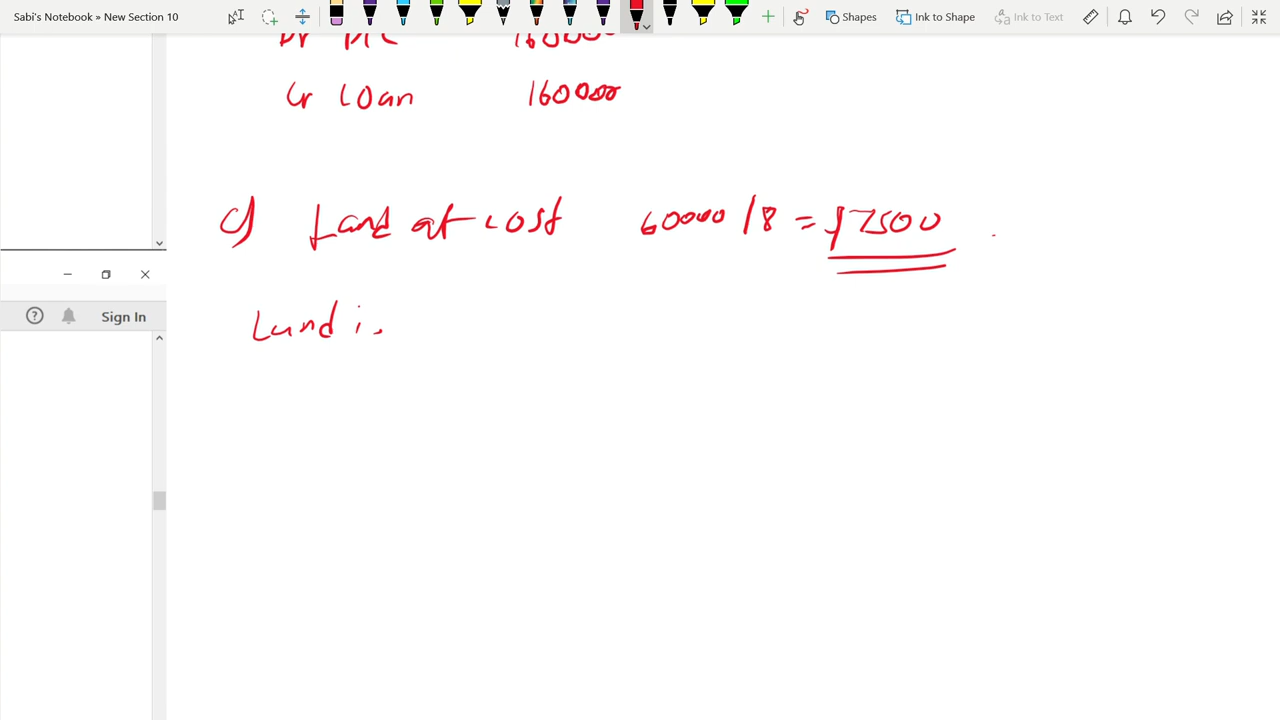 Sabi's Notebook » New Section 10
Shapes
Ink to Shape
Ink to Text
160000
Cr Loan 160000
c) Land at cost 60000/8 = $7500
Sign In
Land i